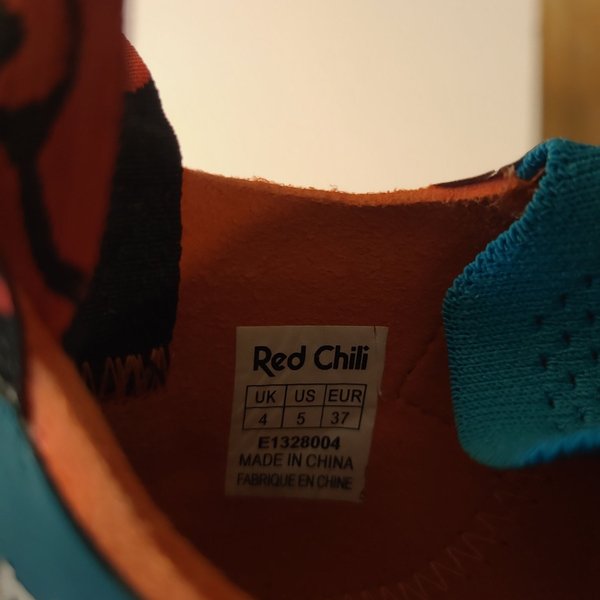 Red Chili
UK US EUR
4 5 37
E1328004
MADE IN CHINA
FABRIQUE EN CHINE